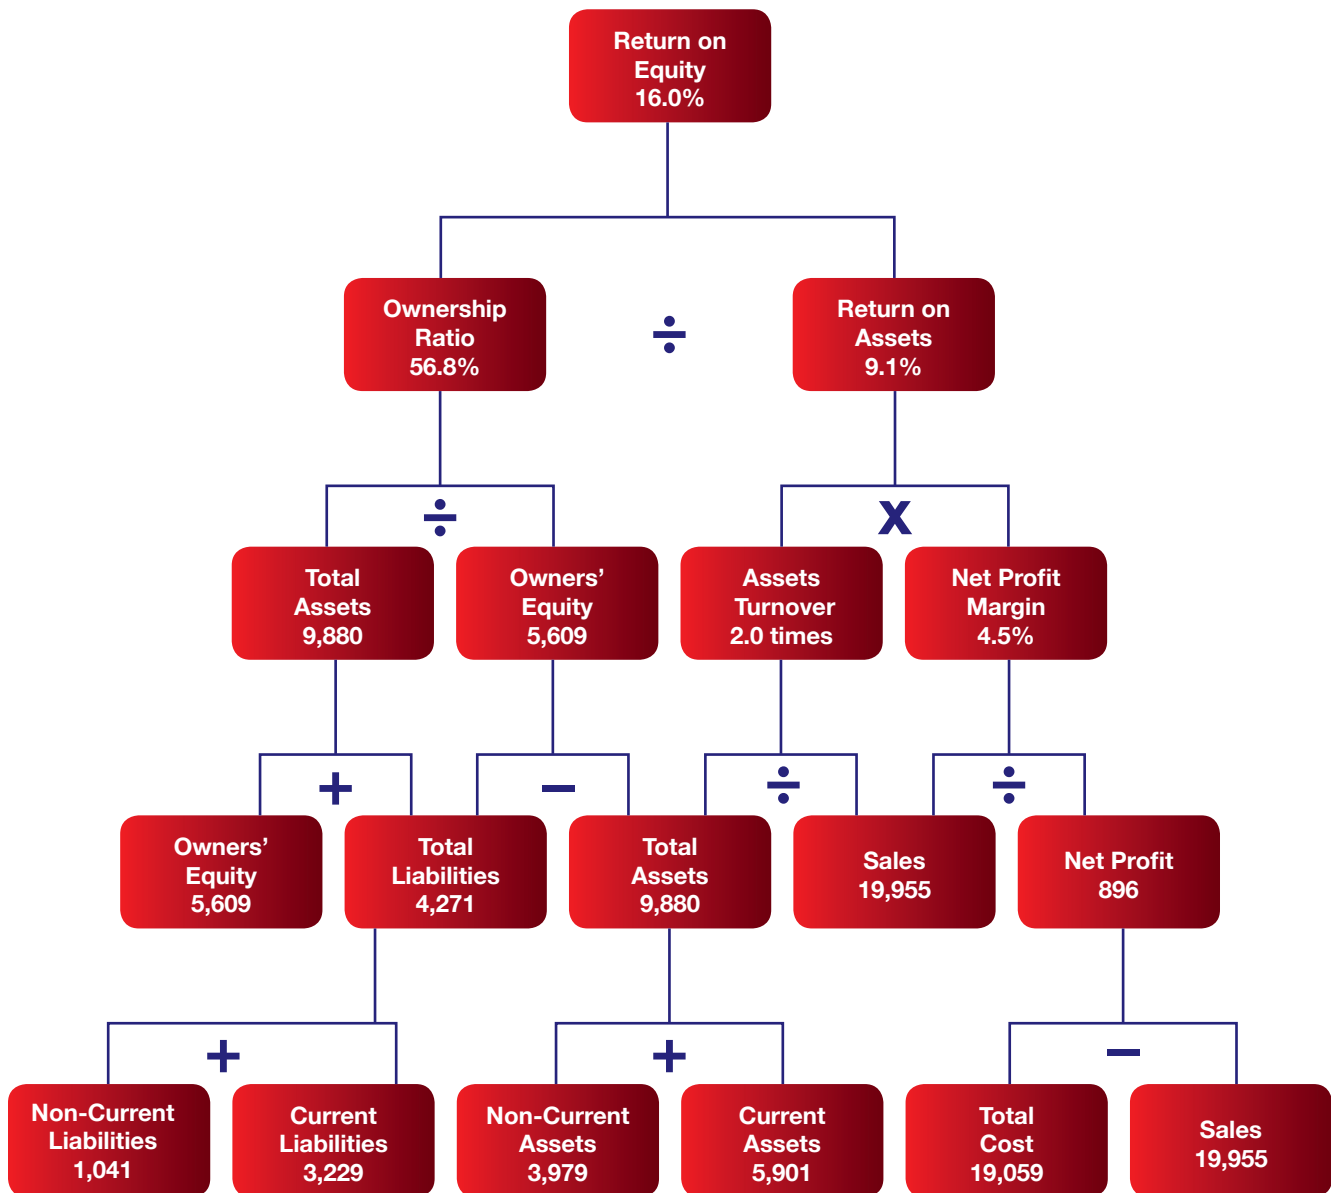 Return on
Equity
16.0%
Ownership
Ratio
56.8%
÷
Return on
Assets
9.1%
÷
X
Total
Assets
9,880
Owners’
Equity
5,609
Assets
Turnover
2.0 times
Net Profit
Margin
4.5%
+
−
÷
÷
Owners’
Equity
5,609
Total
Liabilities
4,271
Total
Assets
9,880
Sales
19,955
Net Profit
896
+
+
−
Non-Current
Liabilities
1,041
Current
Liabilities
3,229
Non-Current
Assets
3,979
Current
Assets
5,901
Total
Cost
19,059
Sales
19,955